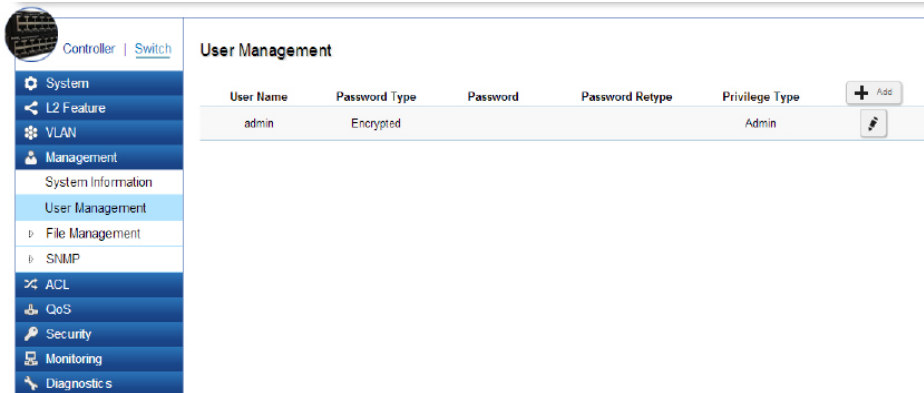 Controller | Switch
User Management
System
L2 Feature
VLAN
Management
System Information
User Management
File Management
SNMP
ACL
QoS
Security
Monitoring
Diagnostics
User Name Password Type Password Password Retype Privilege Type Add
admin Encrypted Admin